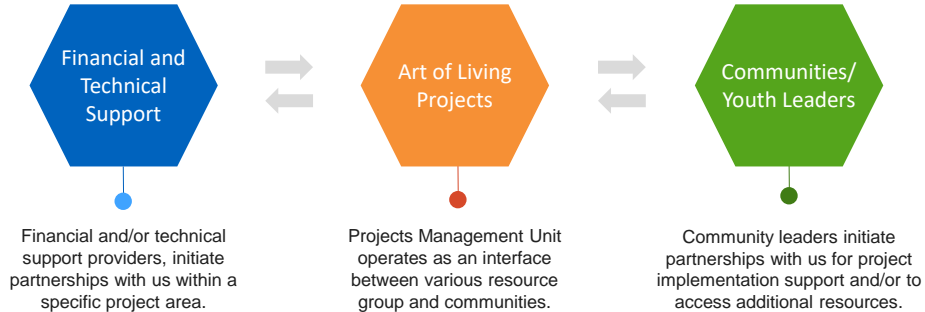 Financial and
Technical
Support
Art of Living
Projects
Communities/
Youth Leaders
Financial and/or technical
support providers, initiate
partnerships with us within a
specific project area.
Projects Management Unit
operates as an interface
between various resource
group and communities.
Community leaders initiate
partnerships with us for project
implementation support and/or to
access additional resources.